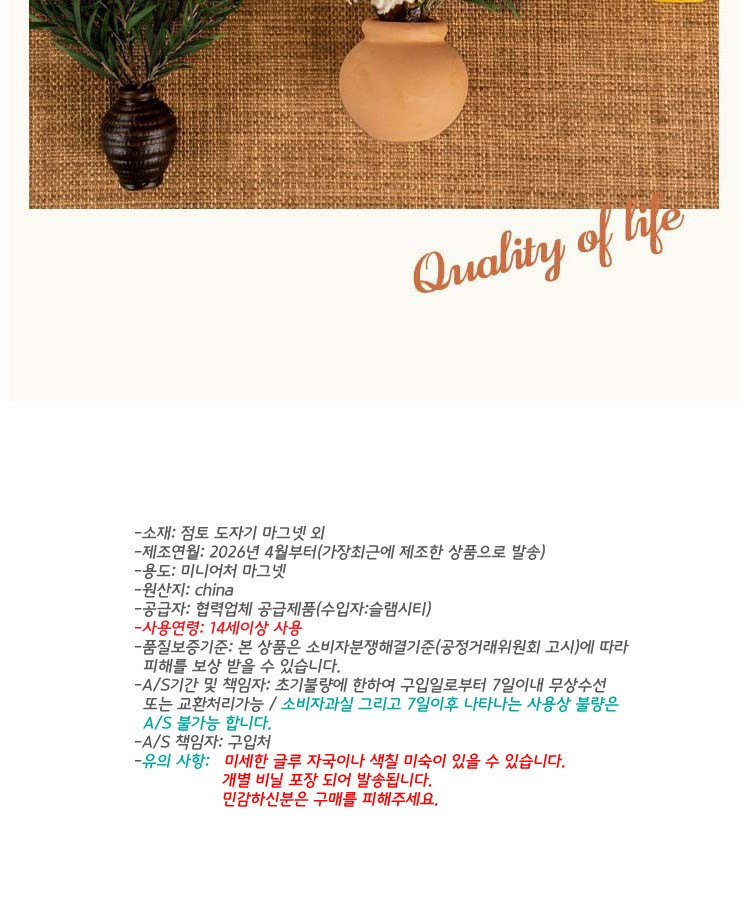 Quality of life
-소재: 점토 도자기 마그넷 외
-제조연월: 2026년 4월부터(가장최근에 제조한 상품으로 발송)
-용도: 미니어처 마그넷
-원산지: china
-공급자: 협력업체 공급제품(수입자:슬램시티)
-사용연령: 14세이상 사용
-품질보증기준: 본 상품은 소비자분쟁해결기준(공정거래위원회 고시)에 따라
피해를 보상 받을 수 있습니다.
-A/S기간 및 책임자: 초기불량에 한하여 구입일로부터 7일이내 무상수선
또는 교환처리가능 / 소비자과실 그리고 7일이후 나타나는 사용상 불량은
A/S 불가능 합니다.
-A/S 책임자: 구입처
-유의 사항: 미세한 글루 자국이나 색칠 미숙이 있을 수 있습니다.
개별 비닐 포장 되어 발송됩니다.
민감하신분은 구매를 피해주세요.